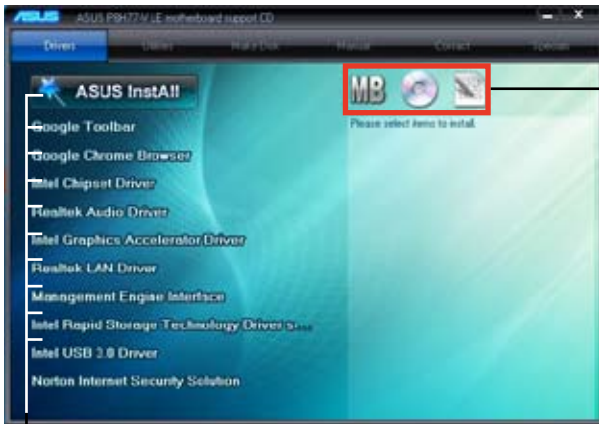 ASUS ASUS P8H77-V LE motherboard support CD
Drivers Utilities Make Disk Manual Contact Specials
ASUS InstAll
MB
Please select items to install.
Google Toolbar
Google Chrome Browser
Intel Chipset Driver
Realtek Audio Driver
Intel Graphics Accelerator Driver
Realtek LAN Driver
Management Engine Interface
Intel Rapid Storage Technology Driver s...
Intel USB 3.0 Driver
Norton Internet Security Solution